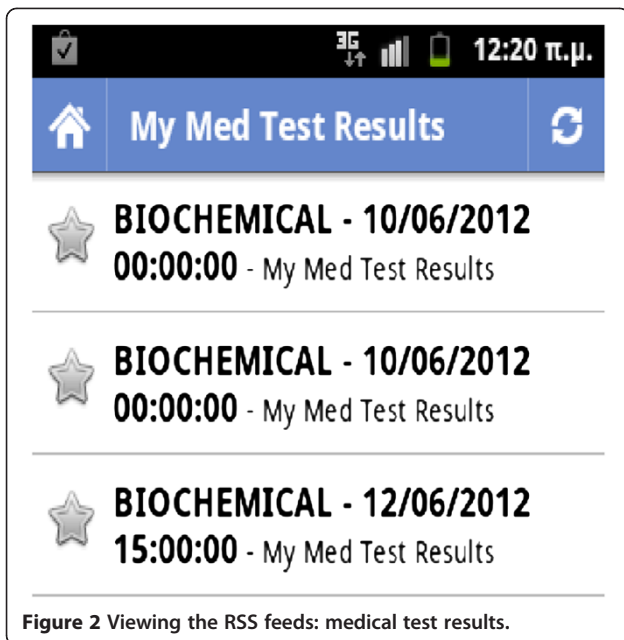 3G 12:20 π.μ.
My Med Test Results
BIOCHEMICAL - 10/06/2012
00:00:00 - My Med Test Results
BIOCHEMICAL - 10/06/2012
00:00:00 - My Med Test Results
BIOCHEMICAL - 12/06/2012
15:00:00 - My Med Test Results
Figure 2 Viewing the RSS feeds: medical test results.